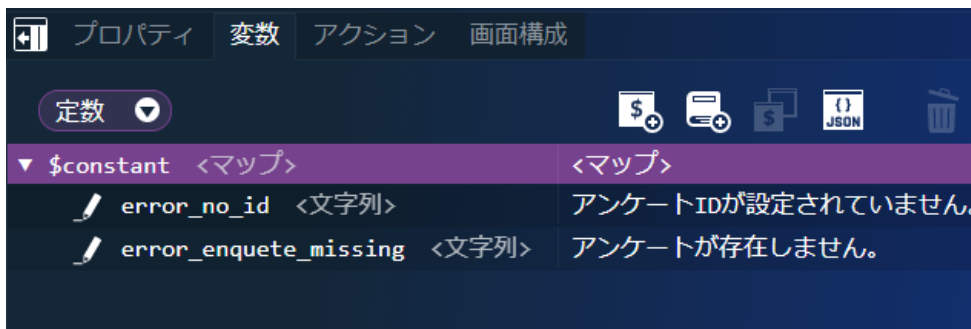 プロパティ 変数 アクション 画面構成
定数 $ {} JSON $
$constant <マップ> <マップ>
error_no_id <文字列> アンケートIDが設定されていません。
error_enquete_missing <文字列> アンケートが存在しません。